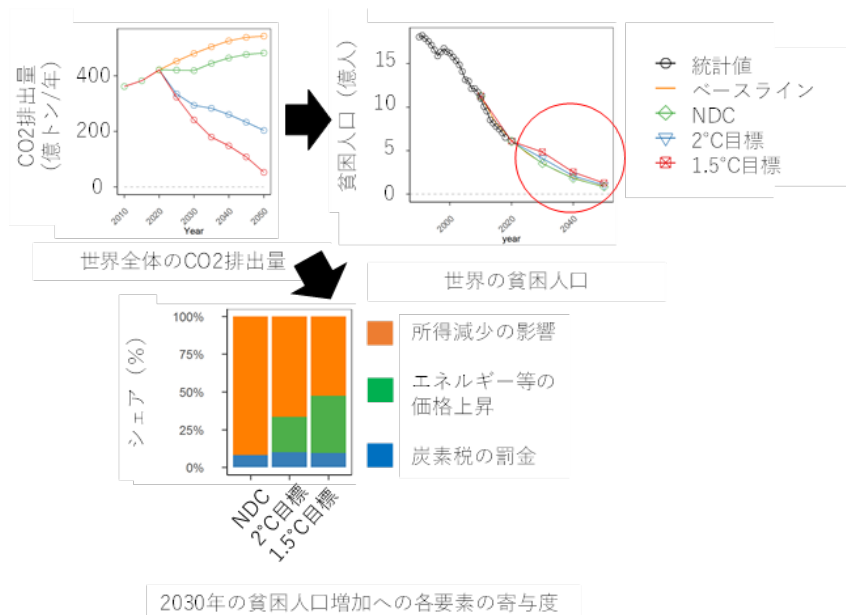 CO2排出量
(億トン/年)
400
200
0
2010
2020
2030
2040
2050
Year
世界全体のCO2排出量
貧困人口 (億人)
15
10
5
0
2000
2020
2040
year
世界の貧困人口
統計値
ベースライン
NDC
2℃目標
1.5℃目標
シェア (%)
100%
75%
50%
25%
0%
NDC
2℃目標
1.5℃目標
所得減少の影響
エネルギー等の
価格上昇
炭素税の罰金
2030年の貧困人口増加への各要素の寄与度